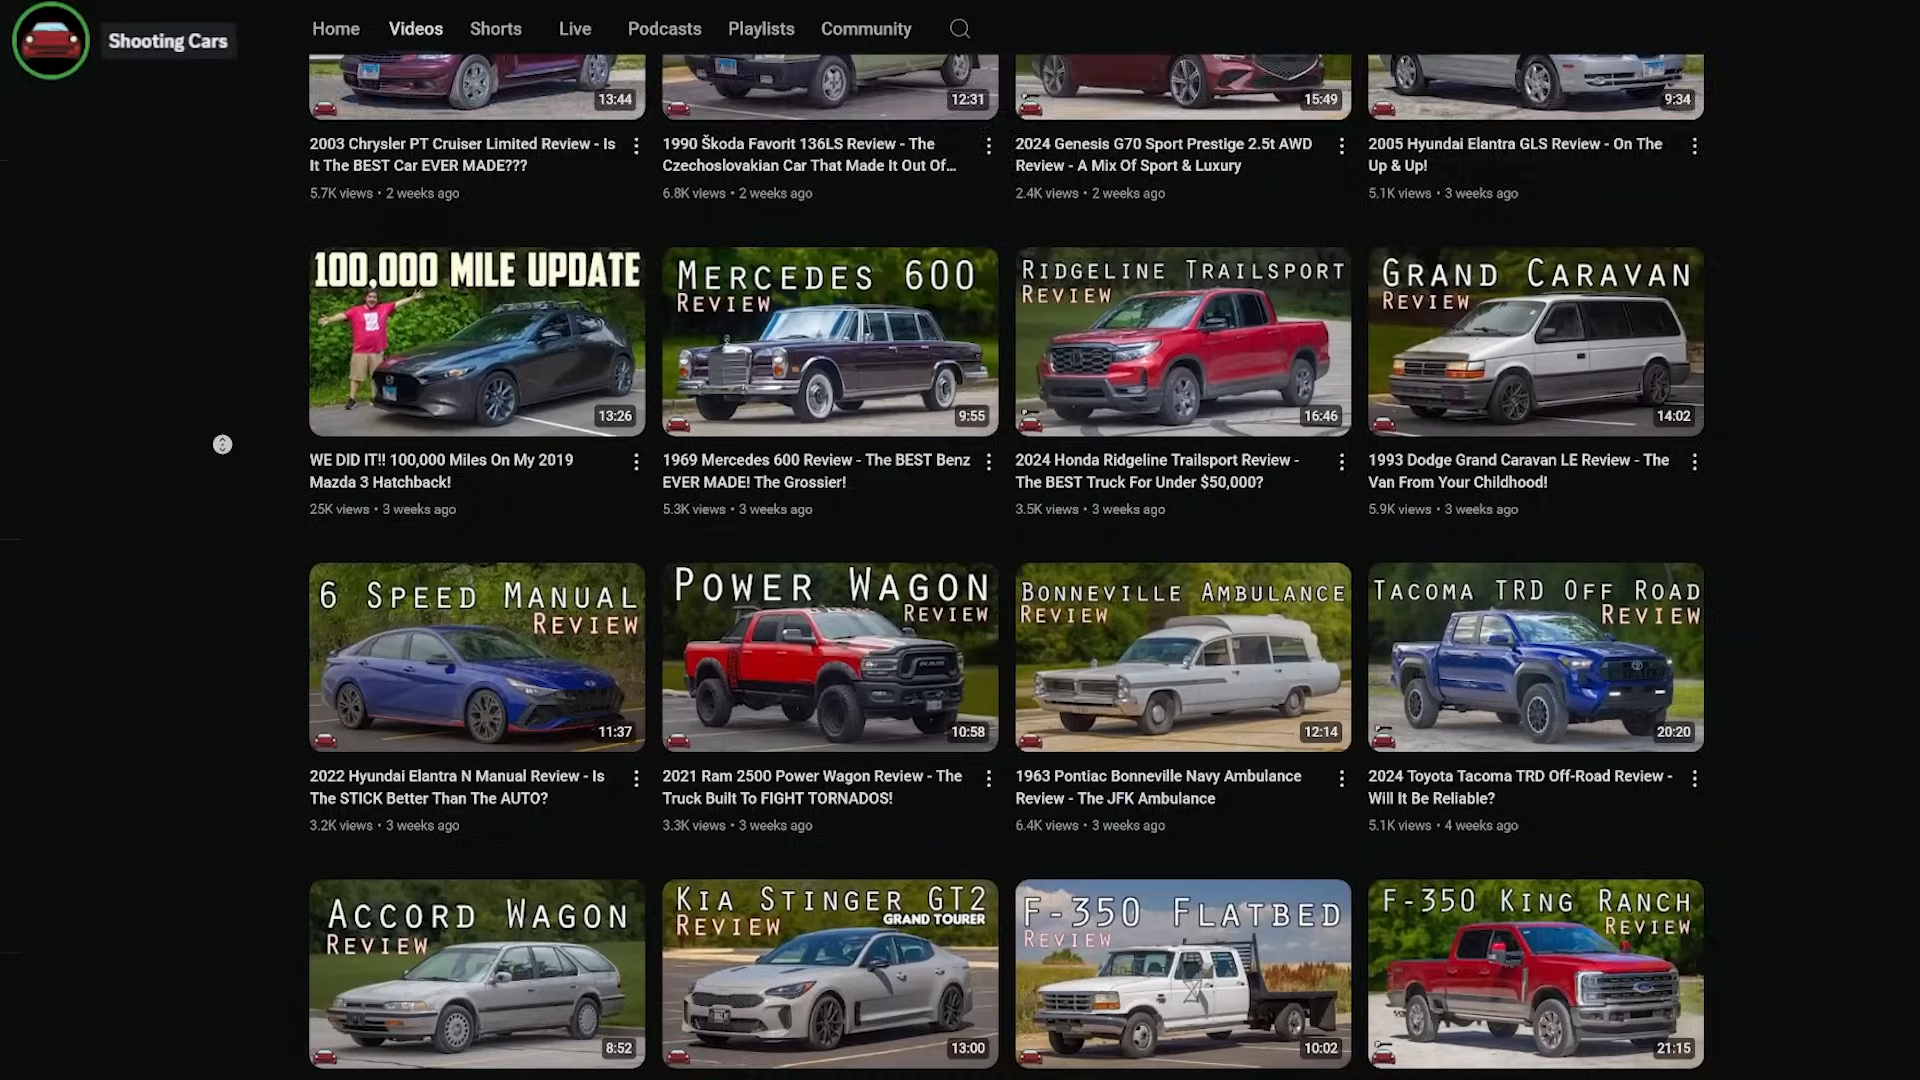 Shooting Cars
Home
Videos
Shorts
Live
Podcasts
Playlists
Community
13:44
12:31
15:49
9:34
2003 Chrysler PT Cruiser Limited Review - Is
It The BEST Car EVER MADE???
5.7K views • 2 weeks ago
1990 Škoda Favorit 136LS Review - The
Czechoslovakian Car That Made It Out Of...
6.8K views • 2 weeks ago
2024 Genesis G70 Sport Prestige 2.5t AWD
Review - A Mix Of Sport & Luxury
2.4K views • 2 weeks ago
2005 Hyundai Elantra GLS Review - On The
Up & Up!
5.1K views • 3 weeks ago
100,000 MILE UPDATE
13:26
MERCEDES 600
REVIEW
9:55
RIDGELINE TRAILSPORT
REVIEW
16:46
GRAND CARAVAN
REVIEW
14:02
WE DID IT!! 100,000 Miles On My 2019
Mazda 3 Hatchback!
25K views • 3 weeks ago
1969 Mercedes 600 Review - The BEST Benz
EVER MADE! The Grossier!
5.3K views • 3 weeks ago
2024 Honda Ridgeline Trailsport Review -
The BEST Truck For Under $50,000?
3.5K views • 3 weeks ago
1993 Dodge Grand Caravan LE Review - The
Van From Your Childhood!
5.9K views • 3 weeks ago
6 SPEED MANUAL
REVIEW
11:37
POWER WAGON
REVIEW
RAM
10:58
BONNEVILLE AMBULANCE
REVIEW
12:14
TACOMA TRD OFF ROAD
REVIEW
20:20
2022 Hyundai Elantra N Manual Review - Is
The STICK Better Than The AUTO?
3.2K views • 3 weeks ago
2021 Ram 2500 Power Wagon Review - The
Truck Built To FIGHT TORNADOS!
3.3K views • 3 weeks ago
1963 Pontiac Bonneville Navy Ambulance
Review - The JFK Ambulance
6.4K views • 3 weeks ago
2024 Toyota Tacoma TRD Off-Road Review -
Will It Be Reliable?
5.1K views • 4 weeks ago
ACCORD WAGON
REVIEW
8:52
KIA STINGER GT2
GRAND TOURER
REVIEW
13:00
F-350 FLATBED
REVIEW
10:02
F-350 KING RANCH
REVIEW
21:15